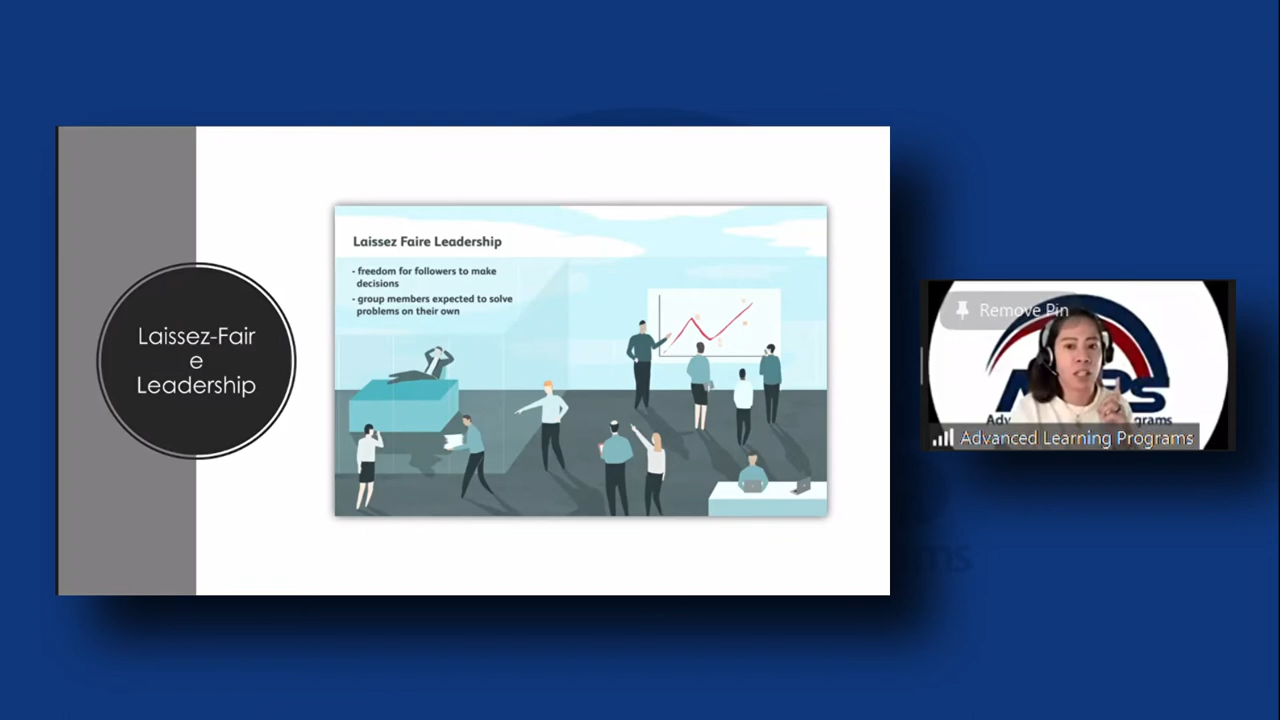 Laissez-Fair
e
Leadership
Laissez Faire Leadership
- freedom for followers to make
decisions
- group members expected to solve
problems on their own
Remove Pin
Advanced Learning Programs
ms